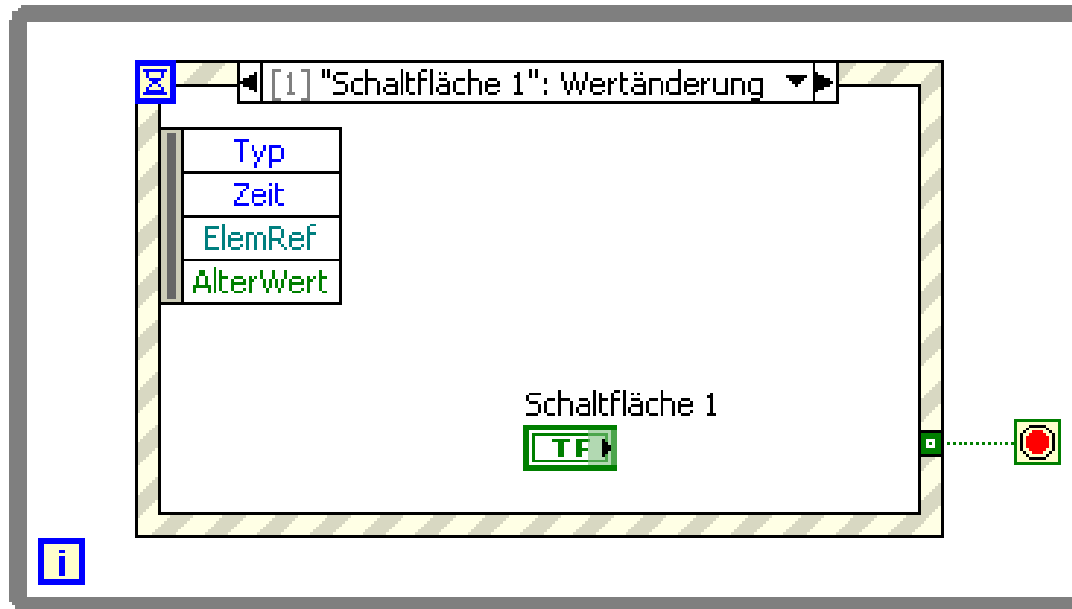 [1] "Schaltfläche 1": Wertänderung
Typ
Zeit
ElemRef
AlterWert
Schaltfläche 1
TF
i